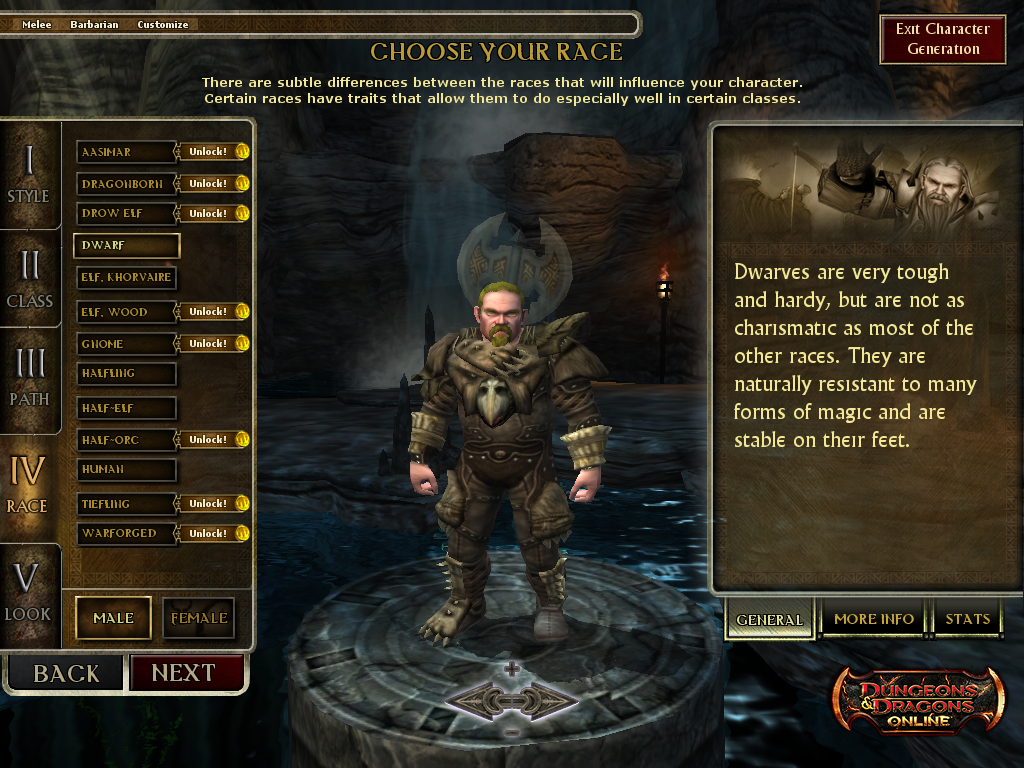 Melee Barbarian Customize
Exit Character
Generation
CHOOSE YOUR RACE
There are subtle differences between the races that will influence your character.
Certain races have traits that allow them to do especially well in certain classes.
I
STYLE
II
CLASS
III
PATH
IV
RACE
V
LOOK
AASIMAR Unlock!
DRAGONBORN Unlock!
DROW ELF Unlock!
DWARF
ELF, KHORVAIRE
ELF, WOOD Unlock!
GNOME Unlock!
HALFLING
HALF-ELF
HALF-ORC Unlock!
HUMAN
TIEFLING Unlock!
WARFORGED Unlock!
MALE FEMALE
BACK NEXT
Dwarves are very tough
and hardy, but are not as
charismatic as most of the
other races. They are
naturally resistant to many
forms of magic and are
stable on their feet.
GENERAL MORE INFO STATS
DUNGEONS
& DRAGONS
ONLINE